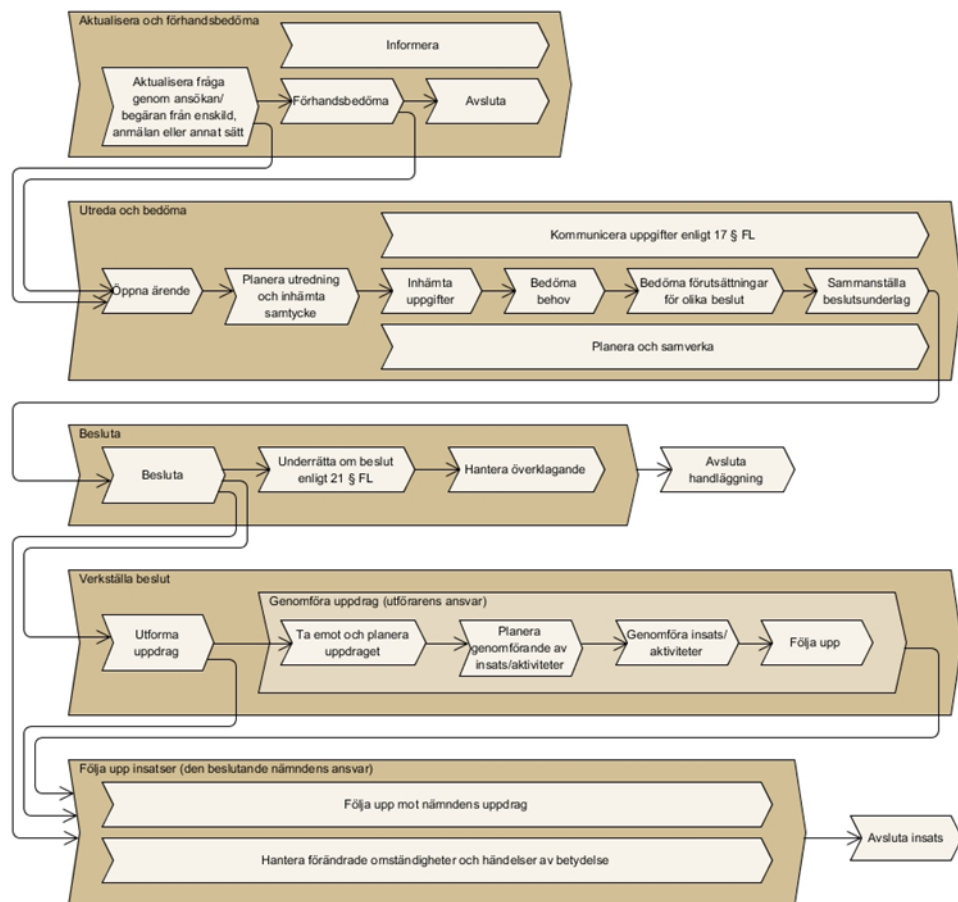 Aktualisera och förhandsbedöma
Informera
Aktualisera fråga
genom ansökan/
begäran från enskild,
anmälan eller annat sätt
Förhandsbedöma
Avsluta
Utreda och bedöma
Kommunicera uppgifter enligt 17 § FL
Öppna ärende
Planera utredning
och inhämta
samtycke
Inhämta
uppgifter
Bedöma
behov
Bedöma förutsättningar
för olika beslut
Sammanställa
beslutsunderlag
Planera och samverka
Besluta
Besluta
Underrätta om beslut
enligt 21 § FL
Hantera överklagande
Avsluta
handläggning
Verkställa beslut
Genomföra uppdrag (utförarens ansvar)
Utforma
uppdrag
Ta emot och planera
uppdraget
Planera
genomförande av
insats/aktiviteter
Genomföra insats/
aktiviteter
Följa upp
Följa upp insatser (den beslutande nämndens ansvar)
Följa upp mot nämndens uppdrag
Avsluta insats
Hantera förändrade omständigheter och händelser av betydelse